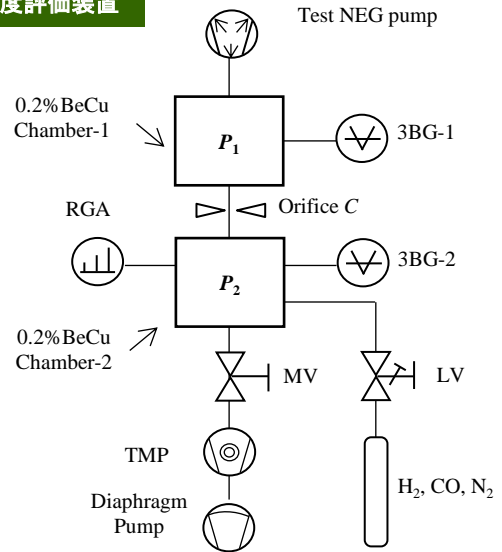 度評価装置
Test NEG pump
0.2%BeCu
Chamber-1
P1
3BG-1
RGA
Orifice C
P2
3BG-2
0.2%BeCu
Chamber-2
MV
LV
TMP
H2, CO, N2
Diaphragm
Pump